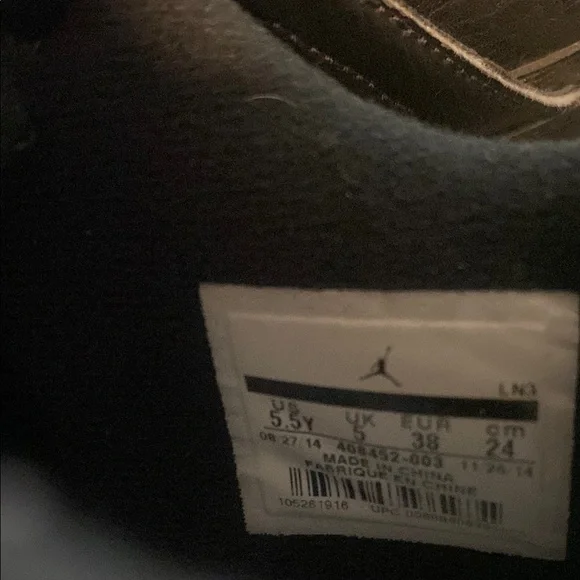 LN3
US UK EUR cm
5.5Y 5 38 24
08/27/14 408452-003 11/26/14
MADE IN CHINA
FABRIQUE EN CHINE
105261916 UPC